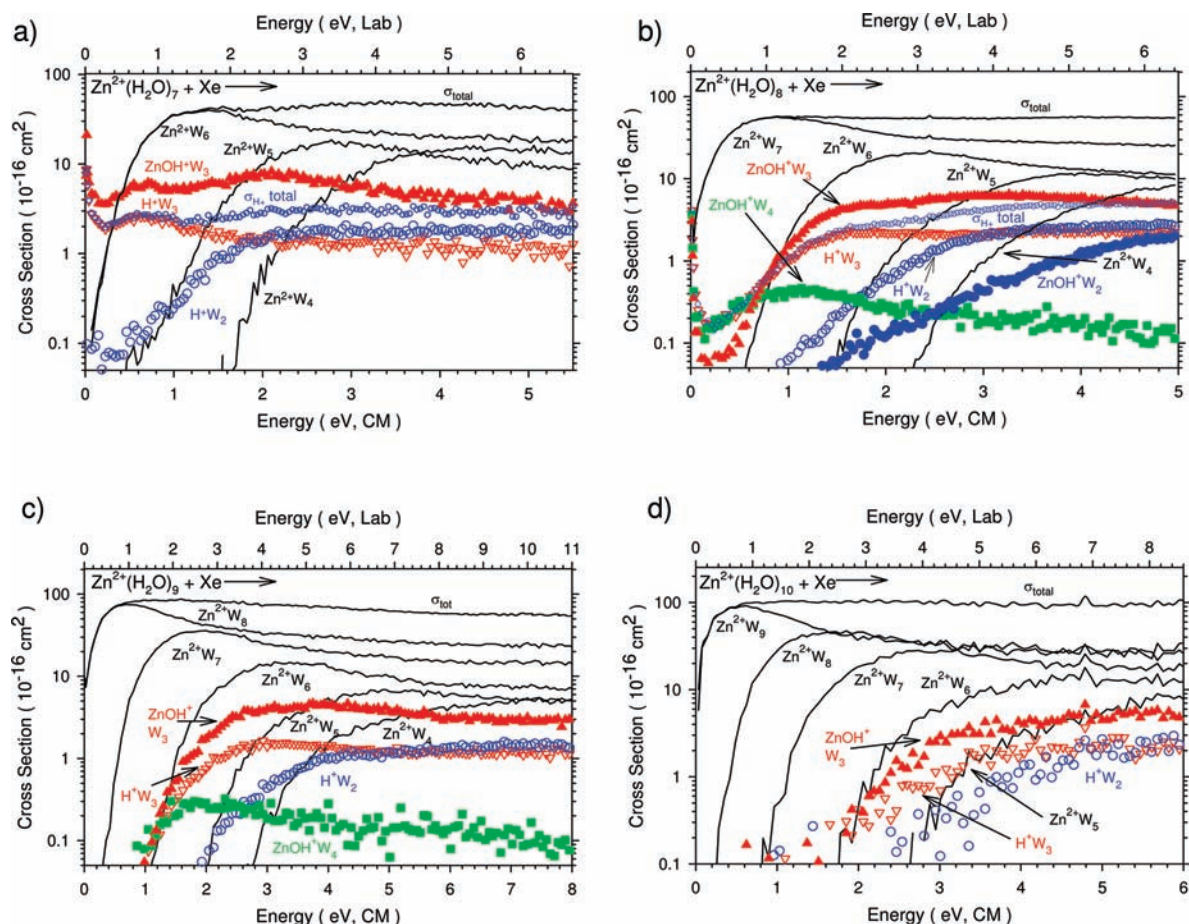 a)
Energy ( eV, Lab)
0 1 2 3 4 5 6
Zn²⁺(H₂O)₇ + Xe
σtotal
Zn²⁺W₆
Zn²⁺W₅
ZnOH⁺W₃
H⁺W₃
σH+ total
H⁺W₂
Zn²⁺W₄
Cross Section ( 10⁻¹⁶ cm²)
100
10
1
0.1
0 1 2 3 4 5
Energy ( eV, CM )
b)
Energy ( eV, Lab)
0 1 2 3 4 5 6
Zn²⁺(H₂O)₈ + Xe
σtotal
Zn²⁺W₇
Zn²⁺W₆
Zn²⁺W₅
ZnOH⁺W₃
ZnOH⁺W₄
σH+ total
H⁺W₃
Zn²⁺W₄
H⁺W₂
ZnOH⁺W₂
Cross Section ( 10⁻¹⁶ cm²)
100
10
1
0.1
0 1 2 3 4 5
Energy ( eV, CM )
c)
Energy ( eV, Lab)
0 1 2 3 4 5 6 7 8 9 10 11
Zn²⁺(H₂O)₉ + Xe
σtot
Zn²⁺W₈
Zn²⁺W₇
Zn²⁺W₆
ZnOH⁺
W₃
Zn²⁺W₅
Zn²⁺W₄
H⁺W₃
H⁺W₂
ZnOH⁺W₄
Cross Section ( 10⁻¹⁶ cm²)
100
10
1
0.1
0 1 2 3 4 5 6 7 8
Energy ( eV, CM )
d)
Energy ( eV, Lab)
0 1 2 3 4 5 6 7 8
Zn²⁺(H₂O)₁₀ + Xe
σtotal
Zn²⁺W₉
Zn²⁺W₈
Zn²⁺W₇
Zn²⁺W₆
ZnOH⁺
W₃
H⁺W₂
Zn²⁺W₅
H⁺W₃
Cross Section ( 10⁻¹⁶ cm²)
100
10
1
0.1
0 1 2 3 4 5 6
Energy ( eV, CM )